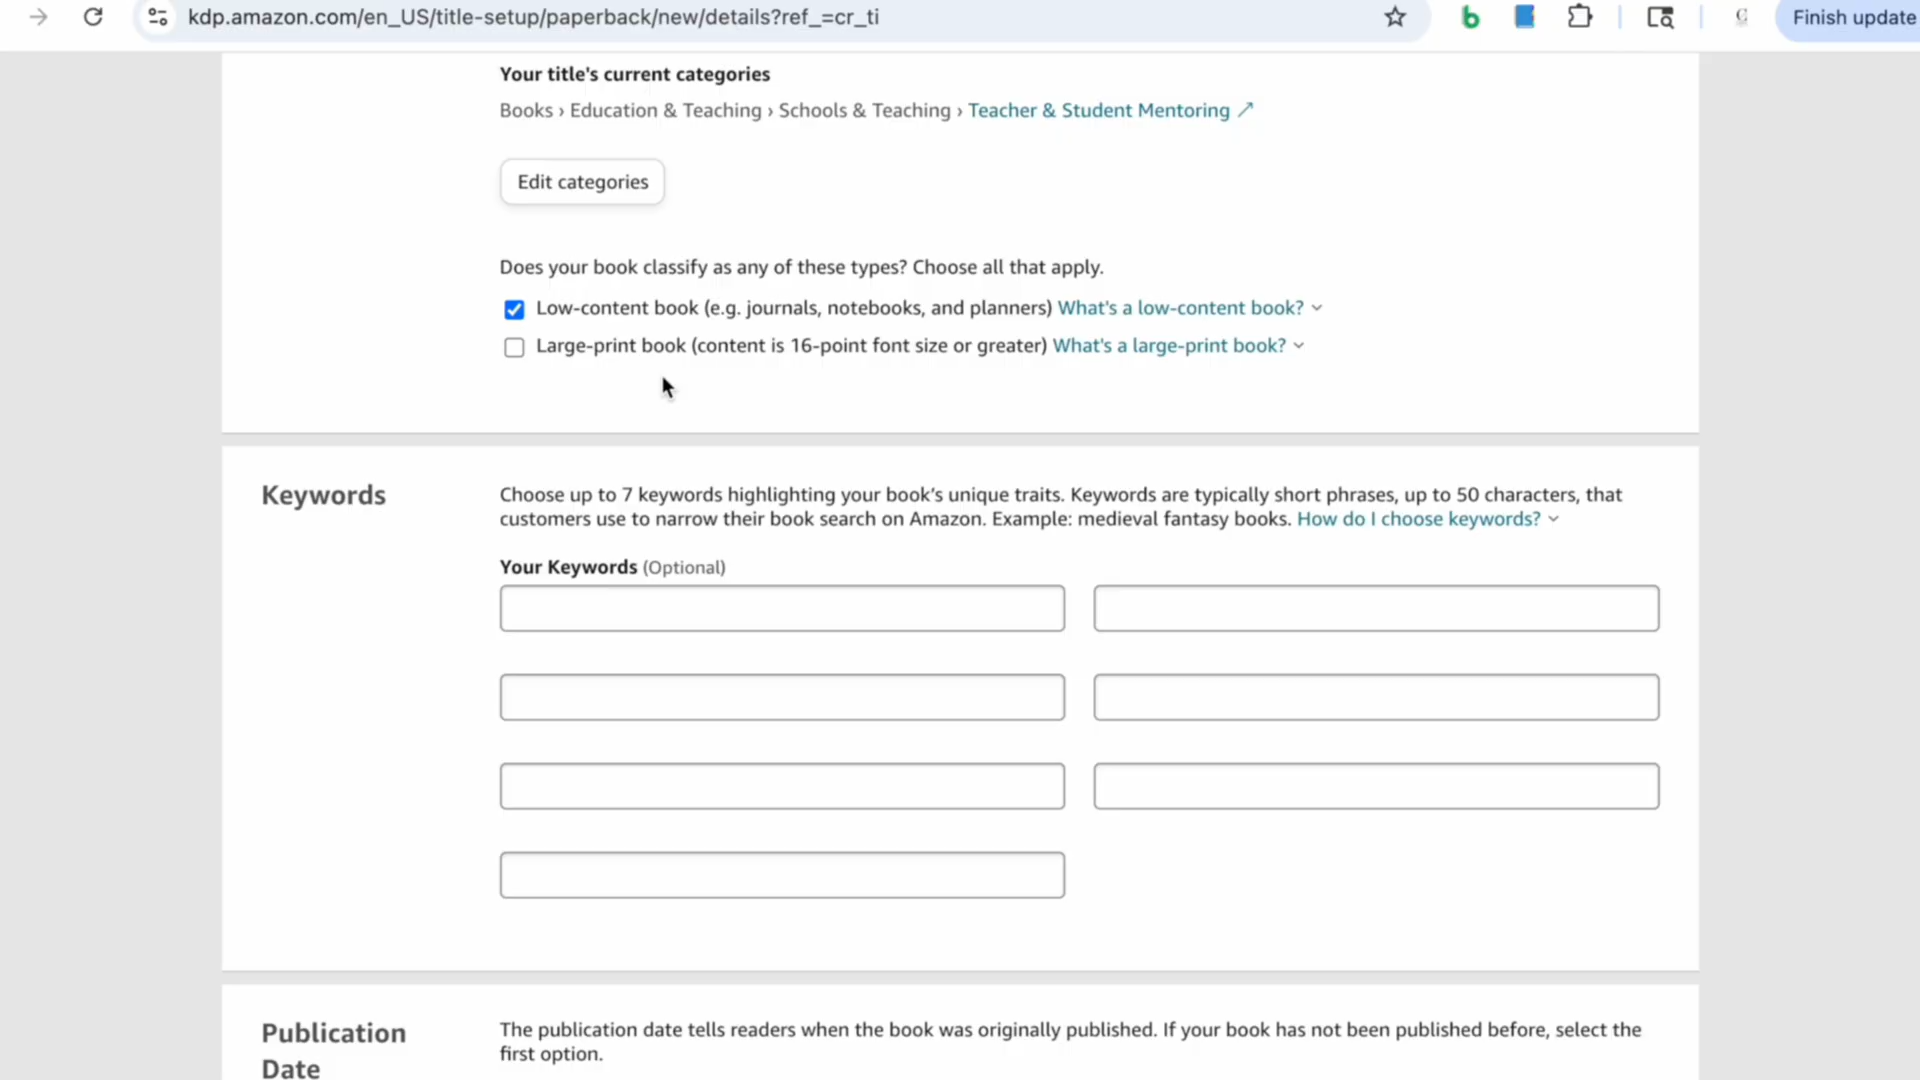 kdp.amazon.com/en_US/title-setup/paperback/new/details?ref_=cr_ti
Finish update
Your title's current categories
Books › Education & Teaching › Schools & Teaching › Teacher & Student Mentoring ↗
Edit categories
Does your book classify as any of these types? Choose all that apply.
Low-content book (e.g. journals, notebooks, and planners) What's a low-content book?
Large-print book (content is 16-point font size or greater) What's a large-print book?
Keywords
Choose up to 7 keywords highlighting your book’s unique traits. Keywords are typically short phrases, up to 50 characters, that
customers use to narrow their book search on Amazon. Example: medieval fantasy books. How do I choose keywords?
Your Keywords (Optional)
Publication
Date
The publication date tells readers when the book was originally published. If your book has not been published before, select the
first option.